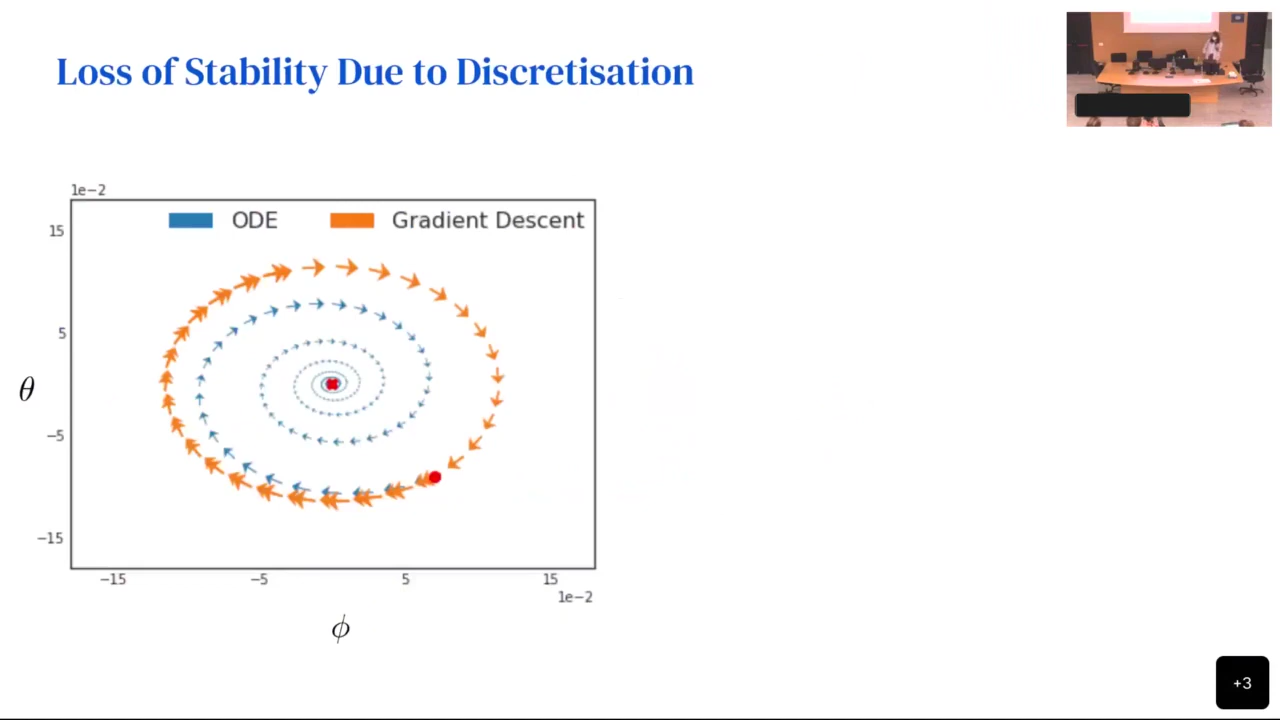 Loss of Stability Due to Discretisation
1e−2
ODE
Gradient Descent
15
5
−5
−15
θ
−15
−5
5
15
1e−2
ϕ
+3